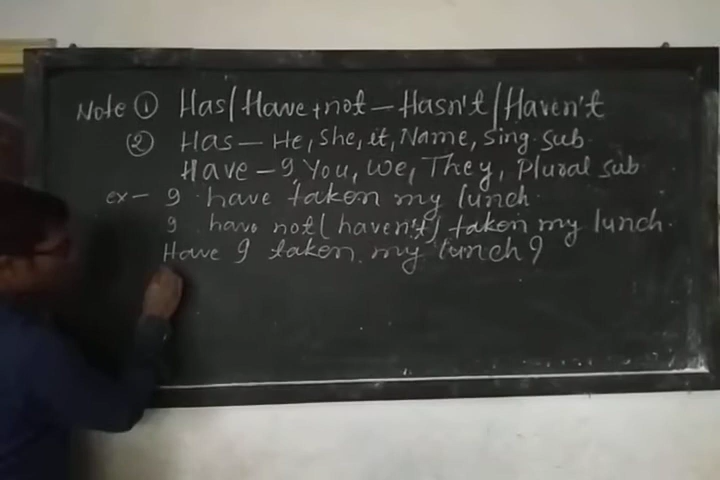 Note ① Has/Have + not - Hasn't/Haven't
② Has - He, She, it, Name, Sing. Sub.
Have - I, You, We, They, Plural Sub
ex - I have taken my lunch.
I have not (haven't) taken my lunch.
Have I taken my lunch?